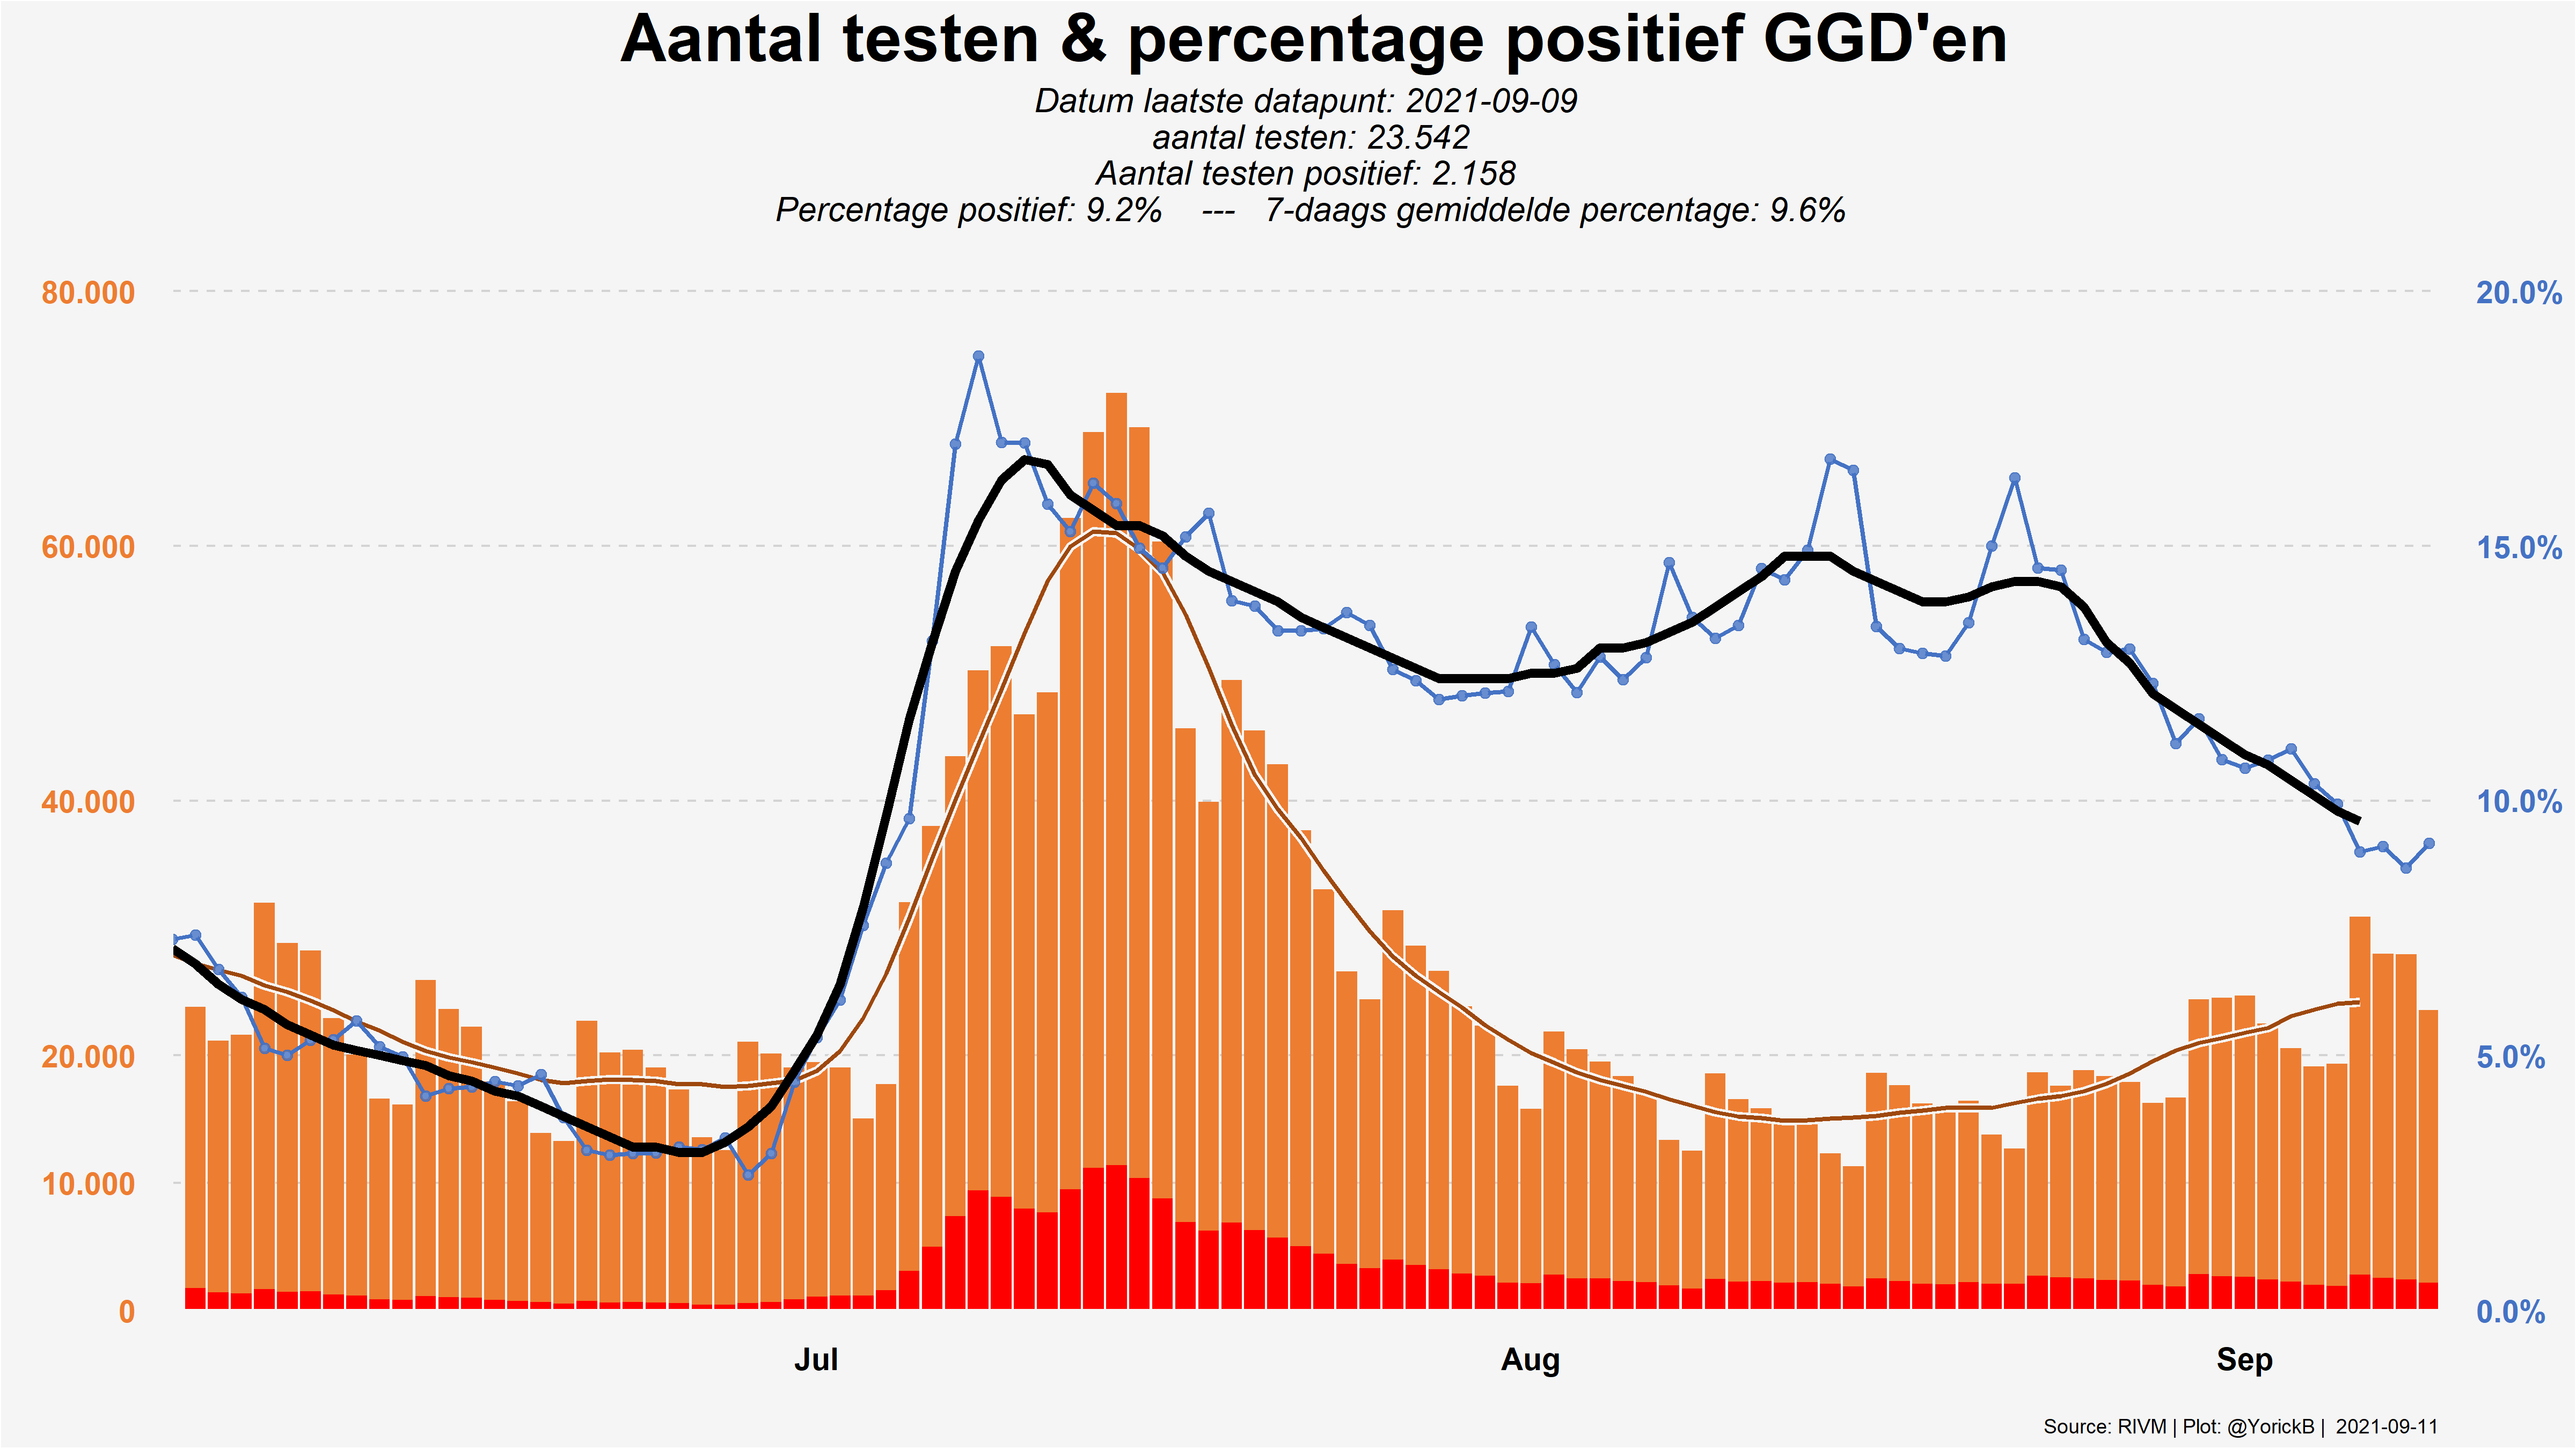 Aantal testen & percentage positief GGD'en
Datum laatste datapunt: 2021-09-09
aantal testen: 23.542
Aantal testen positief: 2.158
Percentage positief: 9.2% --- 7-daags gemiddelde percentage: 9.6%
80.000
60.000
40.000
20.000
10.000
0
20.0%
15.0%
10.0%
5.0%
0.0%
Jul
Aug
Sep
Source: RIVM | Plot: @YorickB | 2021-09-11